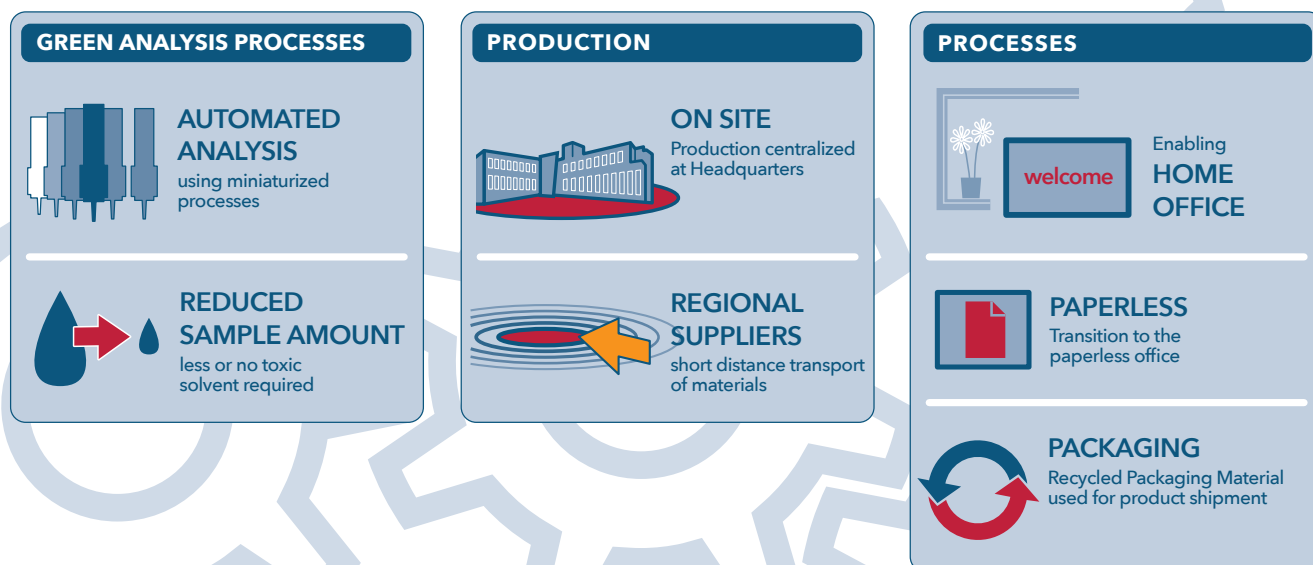 GREEN ANALYSIS PROCESSES
AUTOMATED
ANALYSIS
using miniaturized
processes
REDUCED
SAMPLE AMOUNT
less or no toxic
solvent required
PRODUCTION
ON SITE
Production centralized
at Headquarters
REGIONAL
SUPPLIERS
short distance transport
of materials
PROCESSES
welcome
Enabling
HOME
OFFICE
PAPERLESS
Transition to the
paperless office
PACKAGING
Recycled Packaging Material
used for product shipment